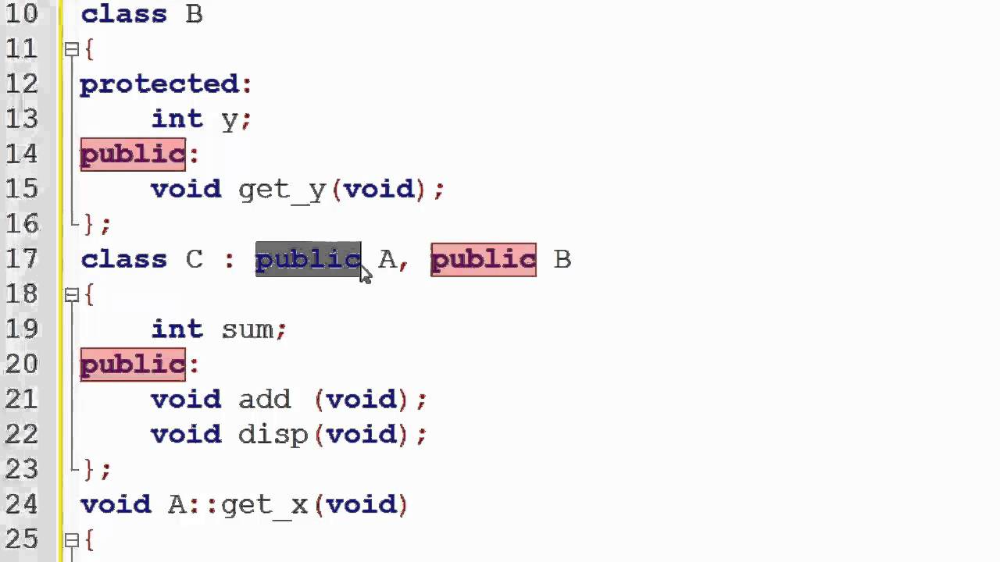 10 class B
11 {
12 protected:
13 int y;
14 public:
15 void get_y(void);
16 };
17 class C : public A, public B
18 {
19 int sum;
20 public:
21 void add (void);
22 void disp(void);
23 };
24 void A::get_x(void)
25 {